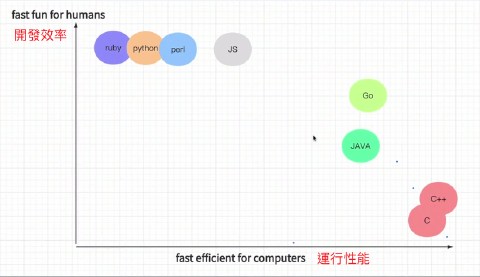 fast fun for humans
開發效率
ruby python perl JS
Go
JAVA
C++
C
fast efficient for computers 運行性能